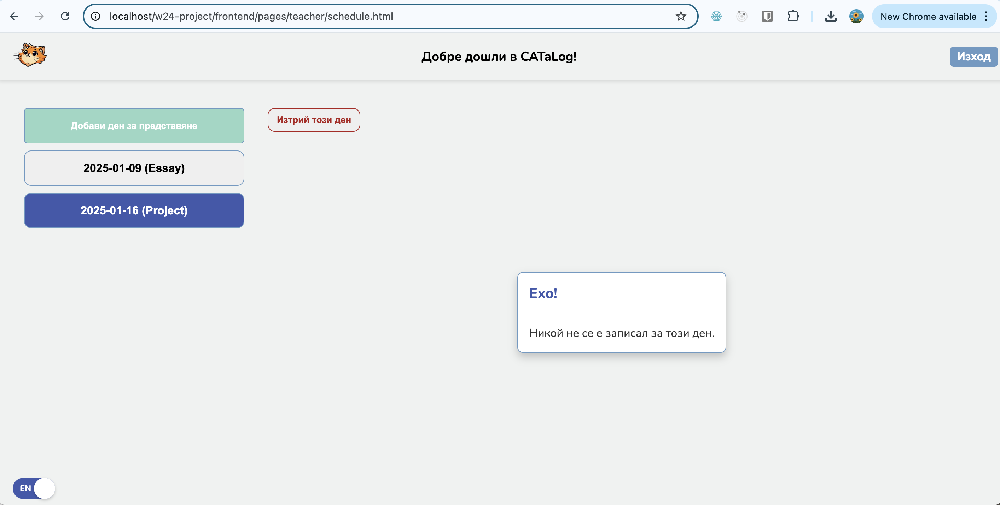 localhost/w24-project/frontend/pages/teacher/schedule.html
New Chrome available
Добре дошли в CATaLog!
Изход
Добави ден за представяне
2025-01-09 (Essay)
2025-01-16 (Project)
Изтрий този ден
Ехо!
Никой не се е записал за този ден.
EN